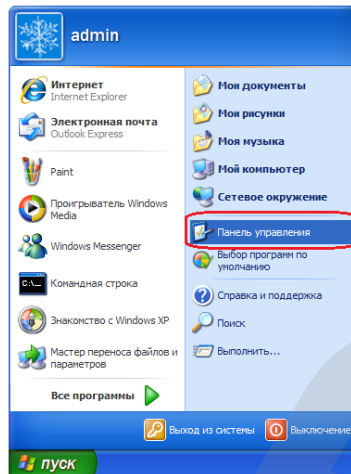 admin
Интернет
Internet Explorer
Электронная почта
Outlook Express
Paint
Проигрыватель Windows
Media
Windows Messenger
Командная строка
Знакомство с Windows XP
Мастер переноса файлов и
параметров
Все программы
Мои документы
Мои рисунки
Моя музыка
Мой компьютер
Сетевое окружение
Панель управления
Выбор программ по
умолчанию
Справка и поддержка
Поиск
Выполнить...
Выход из системы
Выключение
пуск